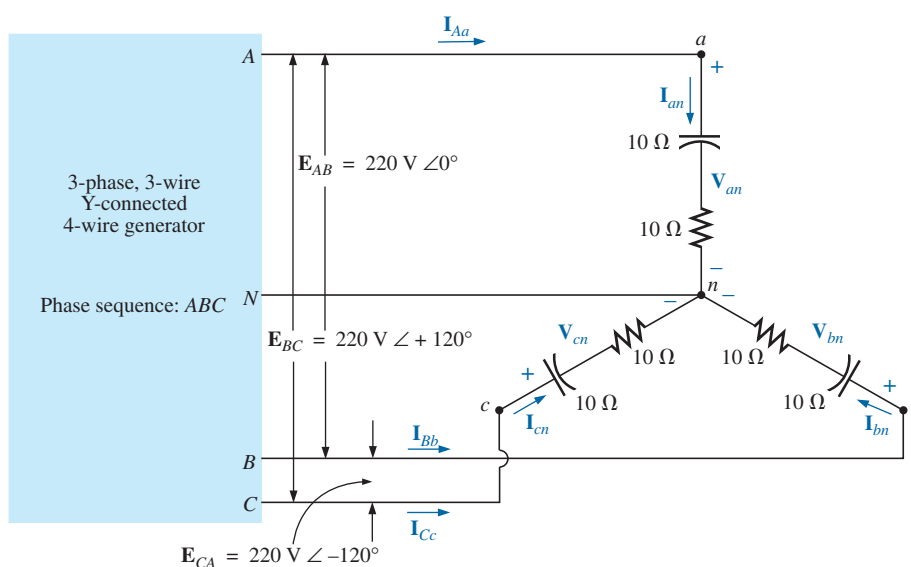 I_Aa
a
A
+
I_an
10 Ω
E_AB = 220 V ∠0°
3-phase, 3-wire
Y-connected
4-wire generator
V_an
10 Ω
–
n
Phase sequence: ABC
N
–
–
E_BC = 220 V ∠ + 120°
V_cn
V_bn
10 Ω
10 Ω
+
+
10 Ω
10 Ω
c
I_cn
I_bn
I_Bb
B
C
I_Cc
E_CA = 220 V ∠ –120°